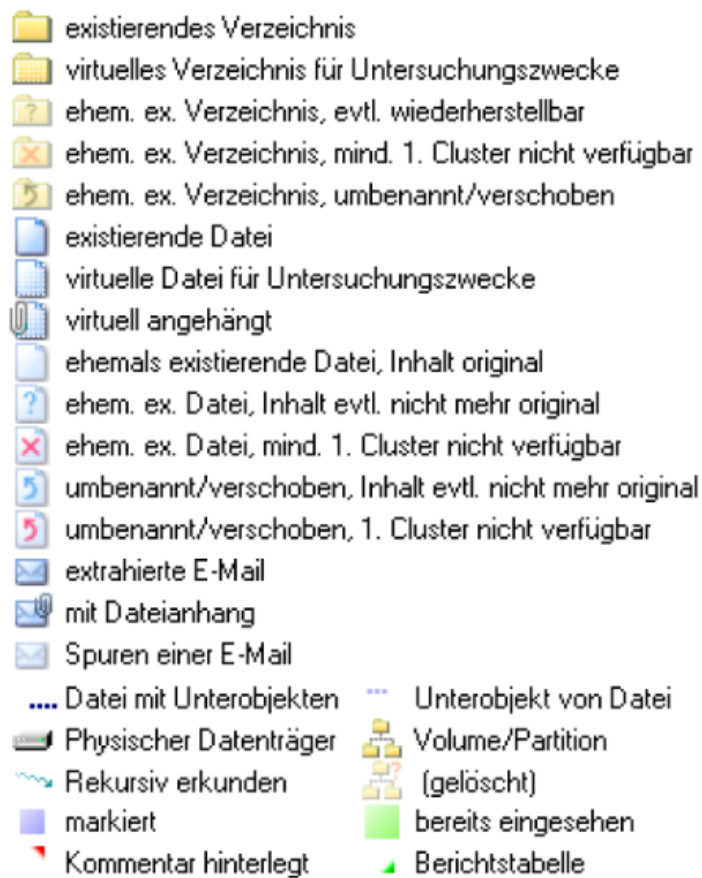 existierendes Verzeichnis
virtuelles Verzeichnis für Untersuchungszwecke
ehem. ex. Verzeichnis, evtl. wiederherstellbar
ehem. ex. Verzeichnis, mind. 1. Cluster nicht verfügbar
ehem. ex. Verzeichnis, umbenannt/verschoben
existierende Datei
virtuelle Datei für Untersuchungszwecke
virtuell angehängt
ehemals existierende Datei, Inhalt original
ehem. ex. Datei, Inhalt evtl. nicht mehr original
ehem. ex. Datei, mind. 1. Cluster nicht verfügbar
umbenannt/verschoben, Inhalt evtl. nicht mehr original
umbenannt/verschoben, 1. Cluster nicht verfügbar
extrahierte E-Mail
mit Dateianhang
Spuren einer E-Mail
Datei mit Unterobjekten Unterobjekt von Datei
Physischer Datenträger Volume/Partition
Rekursiv erkunden (gelöscht)
markiert bereits eingesehen
Kommentar hinterlegt Berichtstabelle